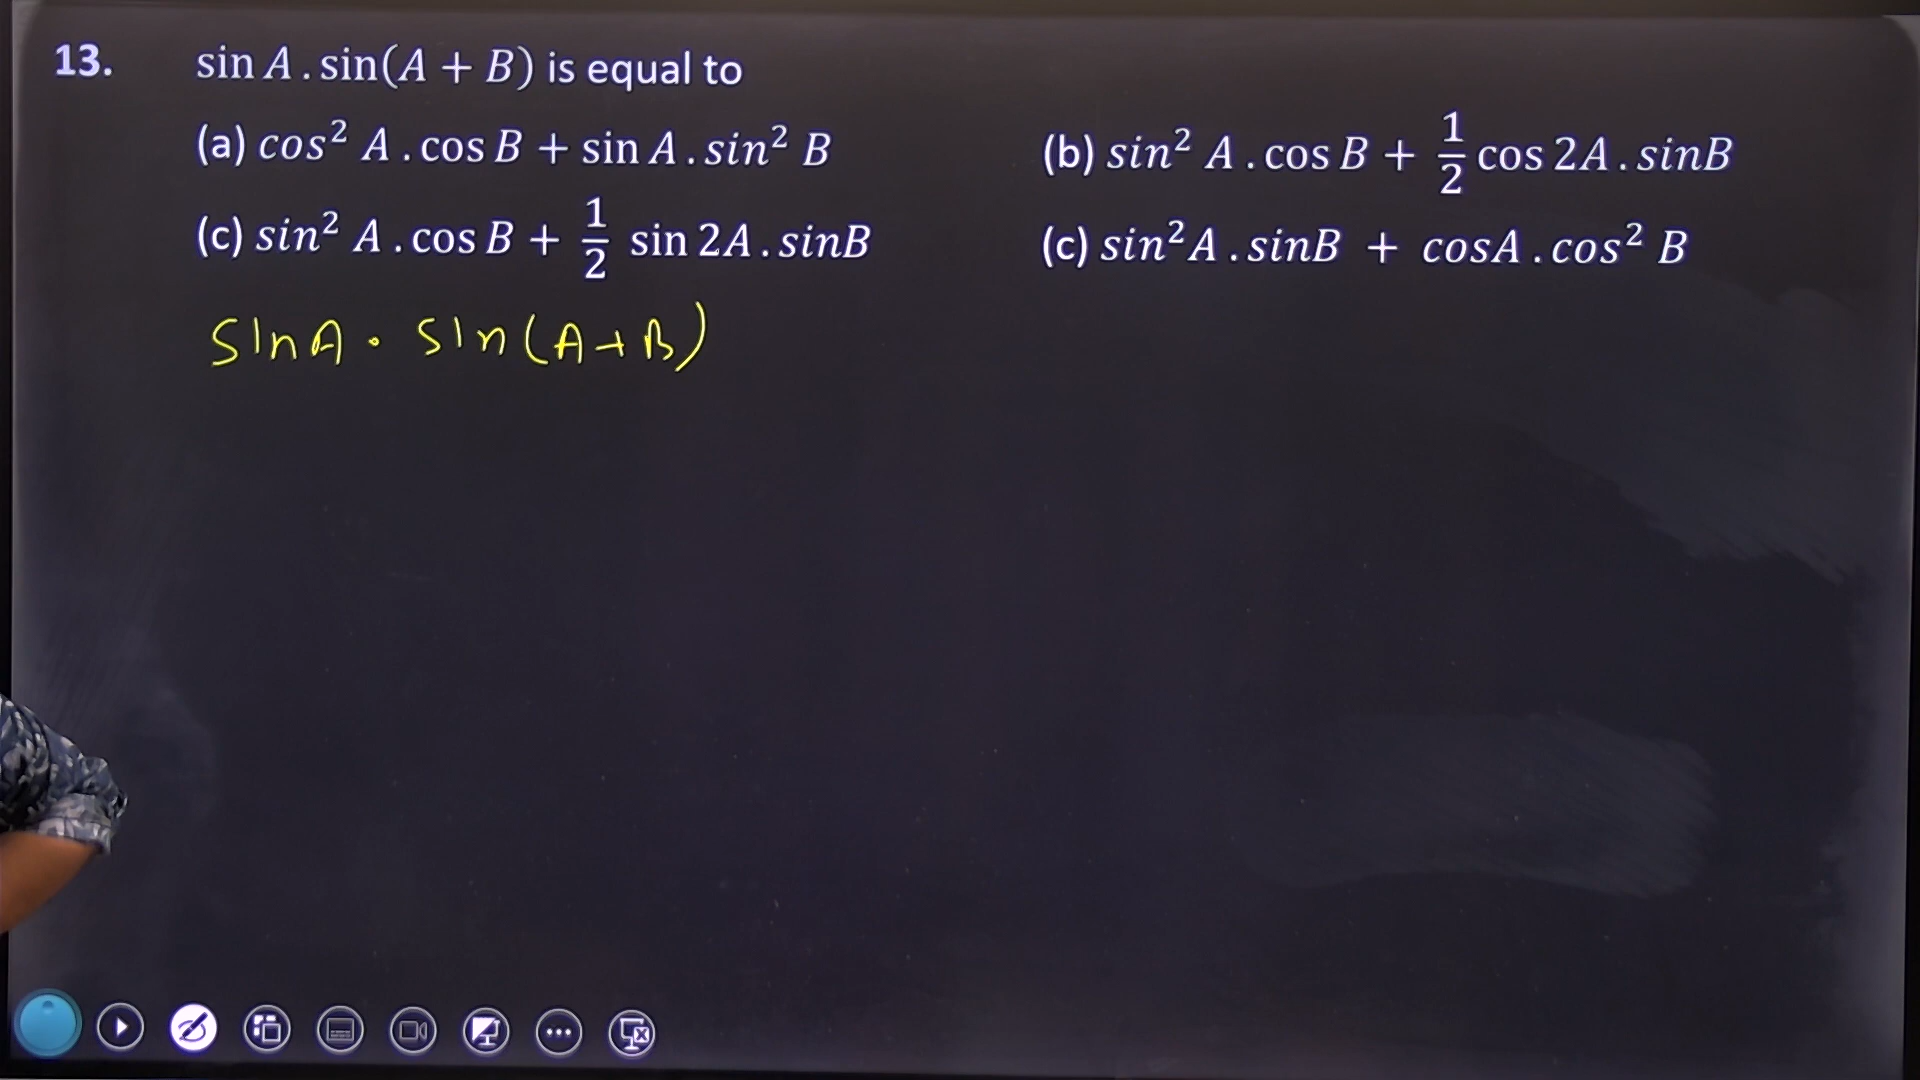 13. sin A . sin(A + B) is equal to
(a) cos² A . cos B + sin A . sin² B
(b) sin² A . cos B + 1/2 cos 2A . sinB
(c) sin² A . cos B + 1/2 sin 2A . sinB
(c) sin²A . sinB + cosA . cos² B
sinA · sin(A+B)